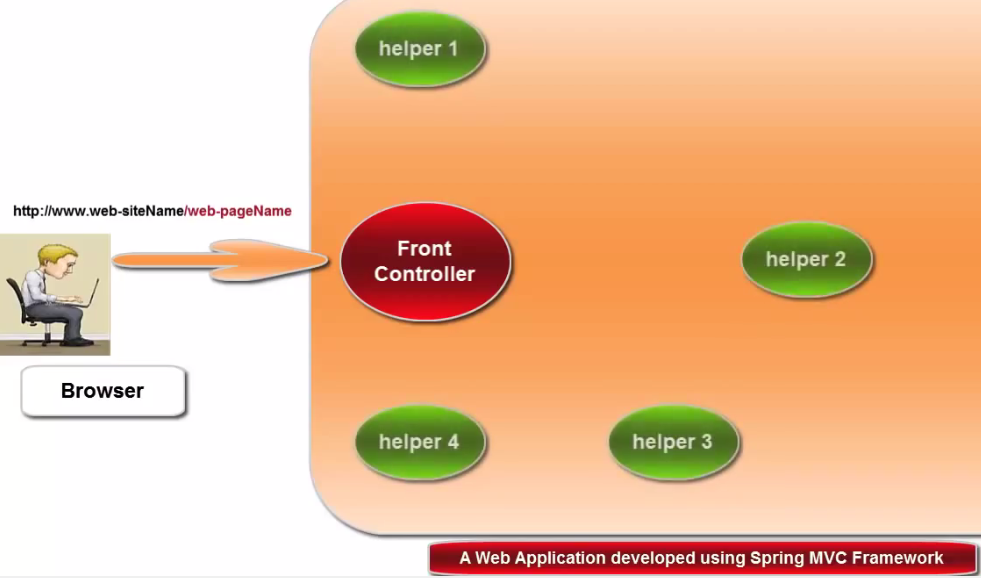 helper 1
http://www.web-siteName/web-pageName
Front
Controller
helper 2
Browser
helper 4
helper 3
A Web Application developed using Spring MVC Framework